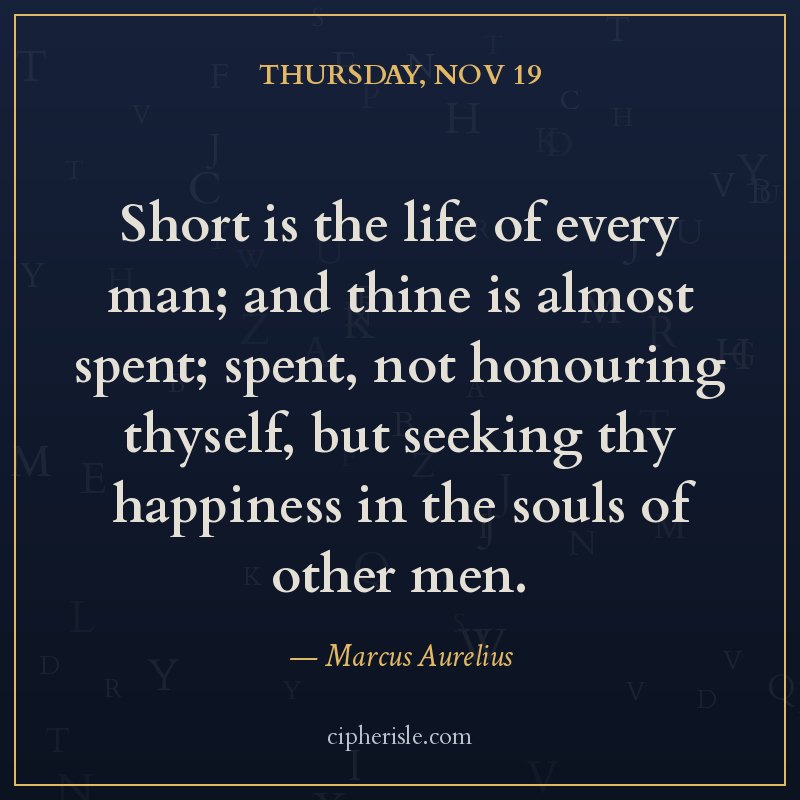 THURSDAY, NOV 19
Short is the life of every
man; and thine is almost
spent; spent, not honouring
thyself, but seeking thy
happiness in the souls of
other men.
— Marcus Aurelius
cipherisle.com